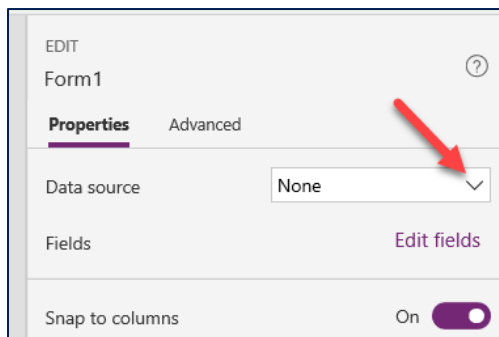 EDIT
Form1
?
Properties Advanced
Data source None
Fields Edit fields
Snap to columns On